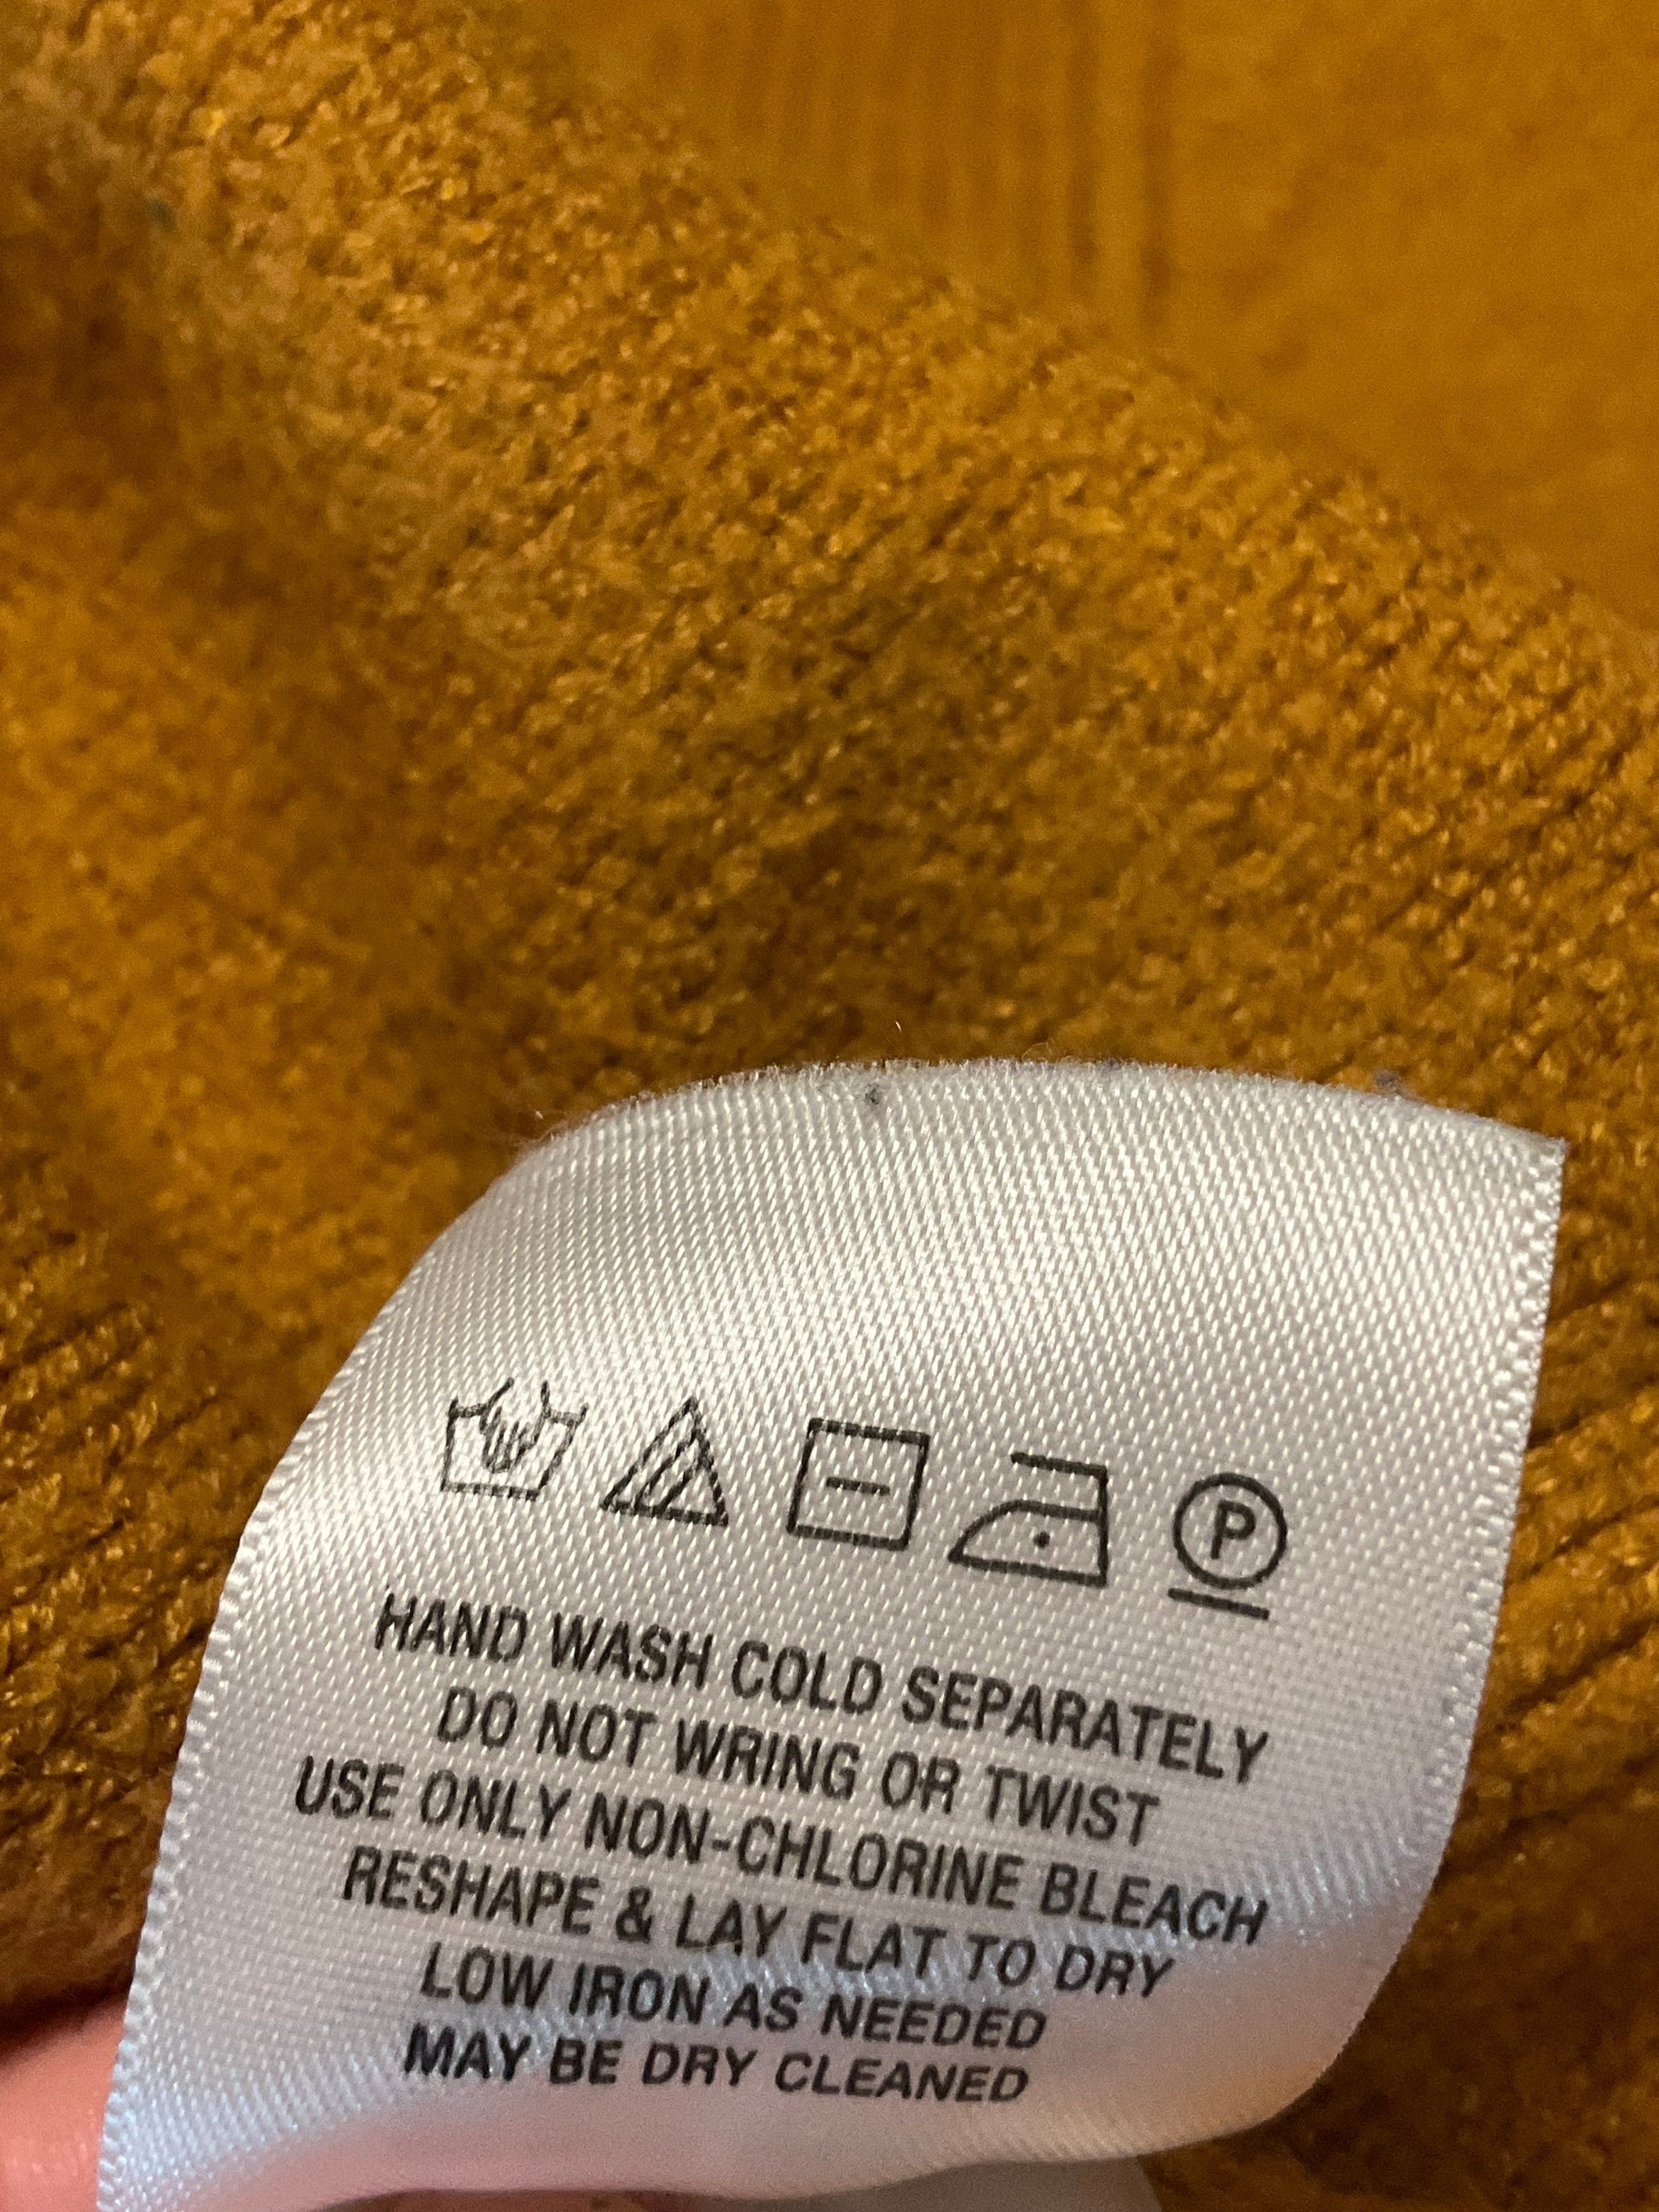 P
HAND WASH COLD SEPARATELY
DO NOT WRING OR TWIST
USE ONLY NON-CHLORINE BLEACH
RESHAPE & LAY FLAT TO DRY
LOW IRON AS NEEDED
MAY BE DRY CLEANED